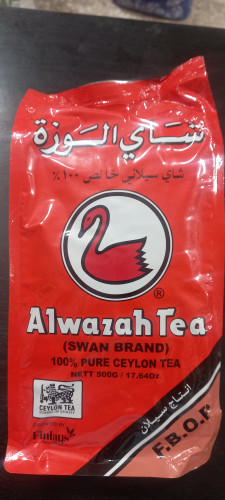 شاي الوزة
شاي سيلاني خالص ١٠٠٪
®
Alwazah Tea
(SWAN BRAND)
100% PURE CEYLON TEA
NETT 500G / 17.64Oz
CEYLON TEA
Finlays
انتاج سيلان
F.B.O.P